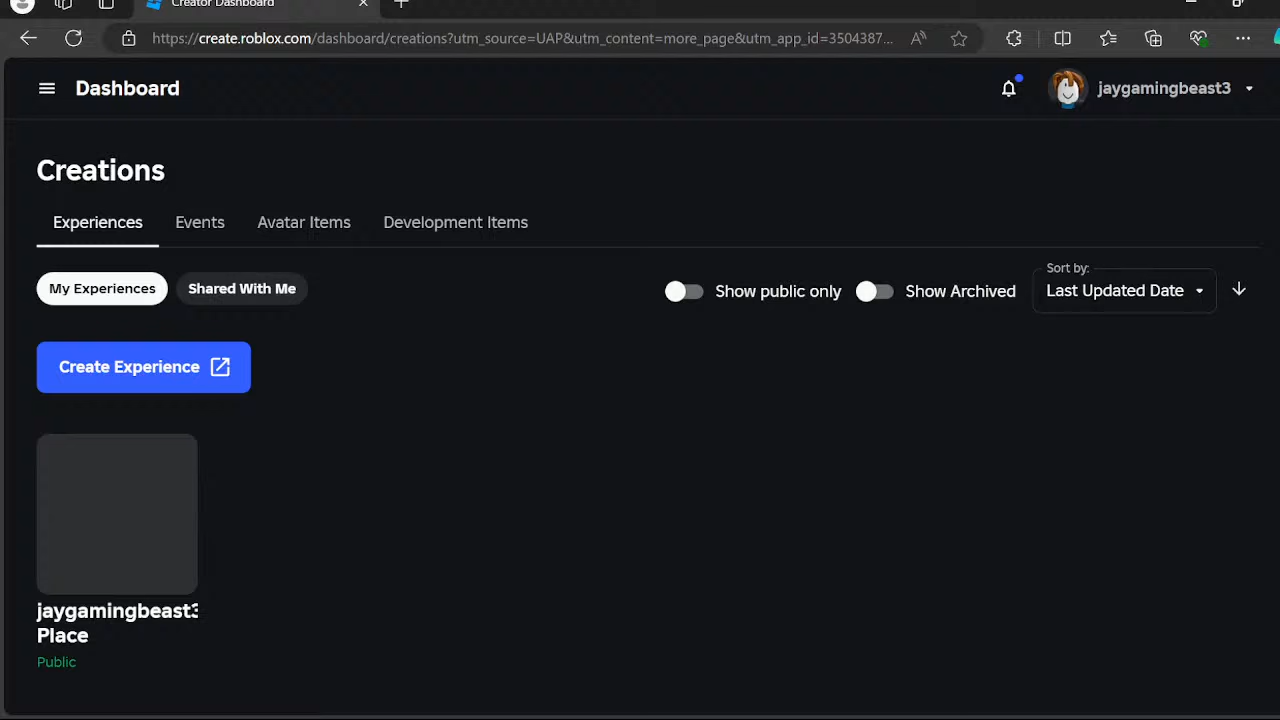 Creator Dashboard
https://create.roblox.com/dashboard/creations?utm_source=UAP&utm_content=more_page&utm_app_id=3504387...
Dashboard
jaygamingbeast3
Creations
Experiences Events Avatar Items Development Items
Sort by:
My Experiences Shared With Me Show public only Show Archived Last Updated Date
Create Experience
jaygamingbeast3
Place
Public